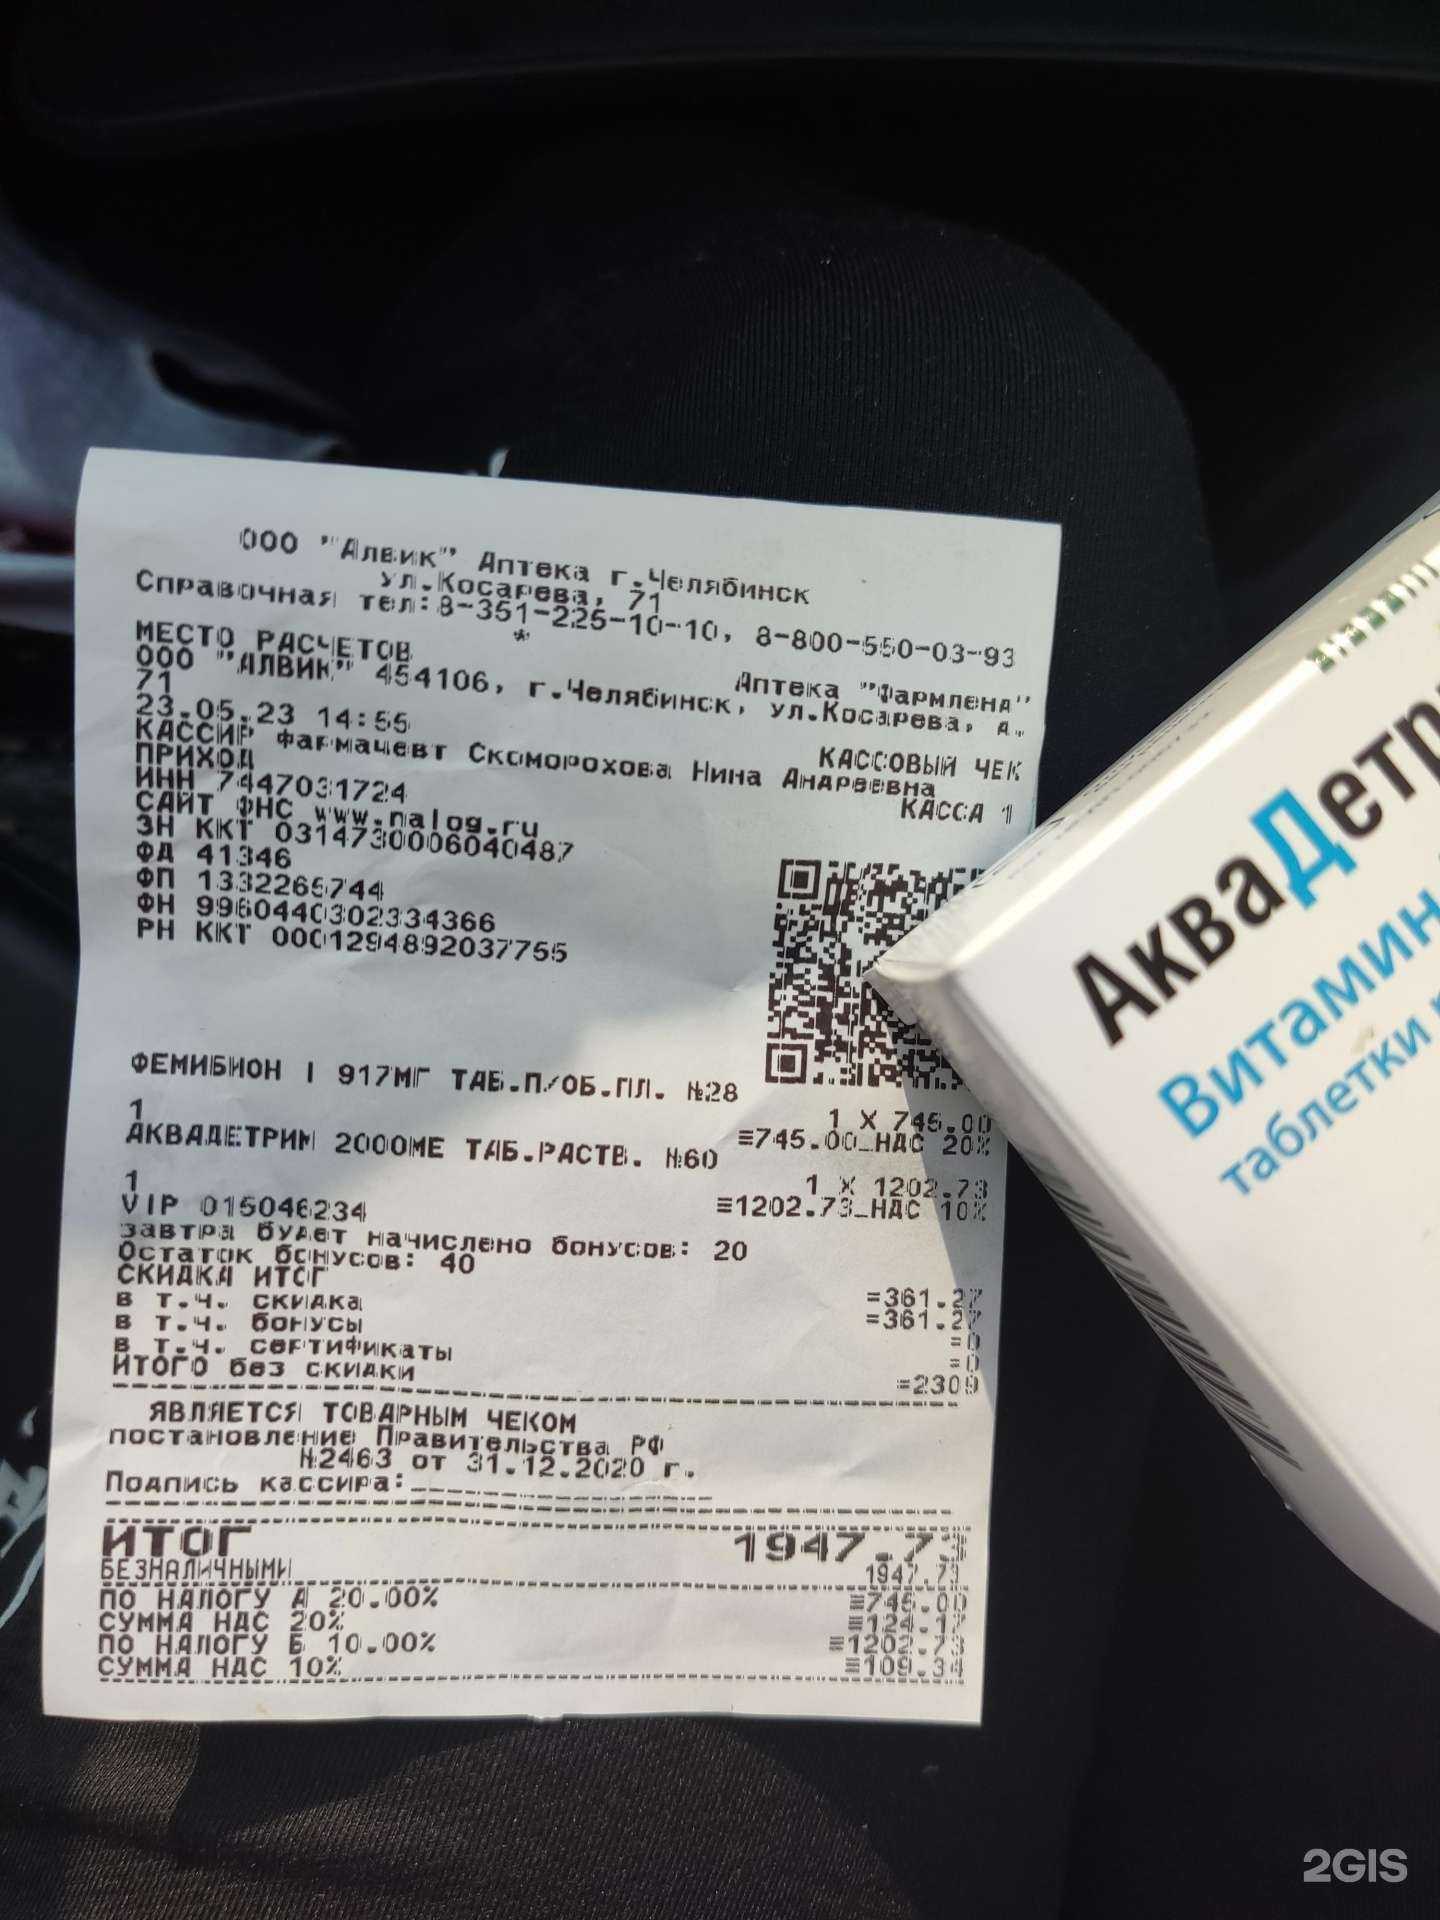 ООО "Алвик" Аптека г.Челябинск
ул.Косарева, 71
Справочная тел:8-351-225-10-10, 8-800-550-03-93
*
МЕСТО РАСЧЕТОВ Аптека "Фармлена"
ООО "АЛВИК" 454106, г.Челябинск, ул.Косарева, д.
71
23.05.23 14:55 КАССОВЫЙ ЧЕК
КАССИР Фармацевт Скоморохова Нина Андреевна
ПРИХОД КАССА 1
ИНН 7447031724
САЙТ ФНС www.nalog.ru
ЗН ККТ 0314730006040487
ФД 41346
ФП 1332265744
ФН 9960440302334366
РН ККТ 0001294892037755
ФЕМИБИОН I 917МГ ТАБ.П/ОБ.ПЛ. №28
1 X 745.00
1 ≡745.00_НДС 20%
АКВАДЕТРИМ 2000МЕ ТАБ.РАСТВ. №60
1 X 1202.73
1 ≡1202.73_НДС 10%
VIP 015046234
завтра будет начислено бонусов: 20
Остаток бонусов: 40
СКИДКА ИТОГ =361.27
в т.ч. скидка =361.27
в т.ч. бонусы =0
в т.ч. сертификаты =0
ИТОГО без скидки =2309
ЯВЛЯЕТСЯ ТОВАРНЫМ ЧЕКОМ
постановление Правительства РФ
№2463 от 31.12.2020 г.
Подпись кассира:
ИТОГ 1947.73
БЕЗНАЛИЧНЫМИ 1947.73
ПО НАЛОГУ А 20.00% ≡745.00
СУММА НДС 20% ≡124.17
ПО НАЛОГУ Б 10.00% ≡1202.73
СУММА НДС 10% ≡109.34
АкваДетр
Витамин
таблетки
2GIS